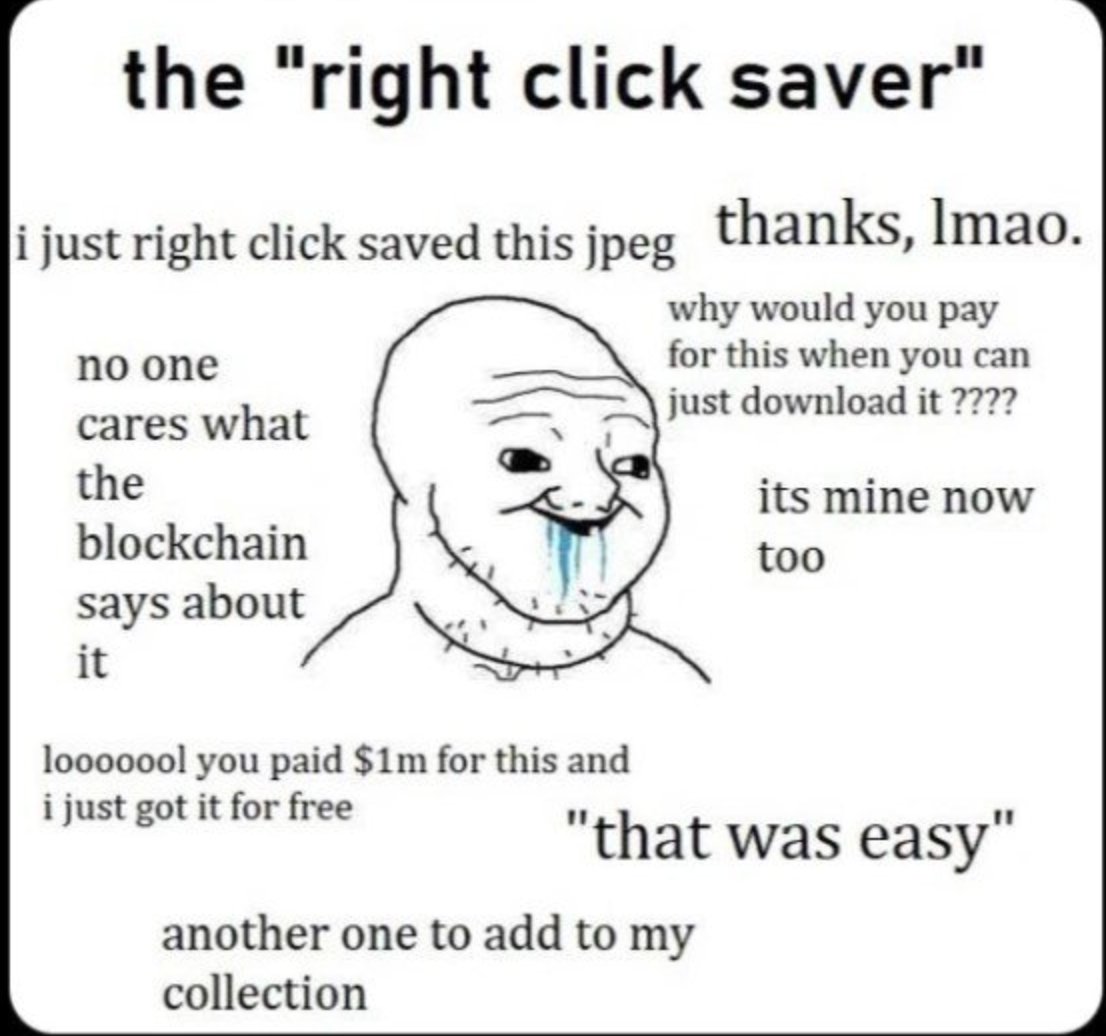 the "right click saver"
i just right click saved this jpeg
thanks, lmao.
why would you pay
for this when you can
just download it ????
no one
cares what
the
blockchain
says about
it
its mine now
too
looooool you paid $1m for this and
i just got it for free
"that was easy"
another one to add to my
collection